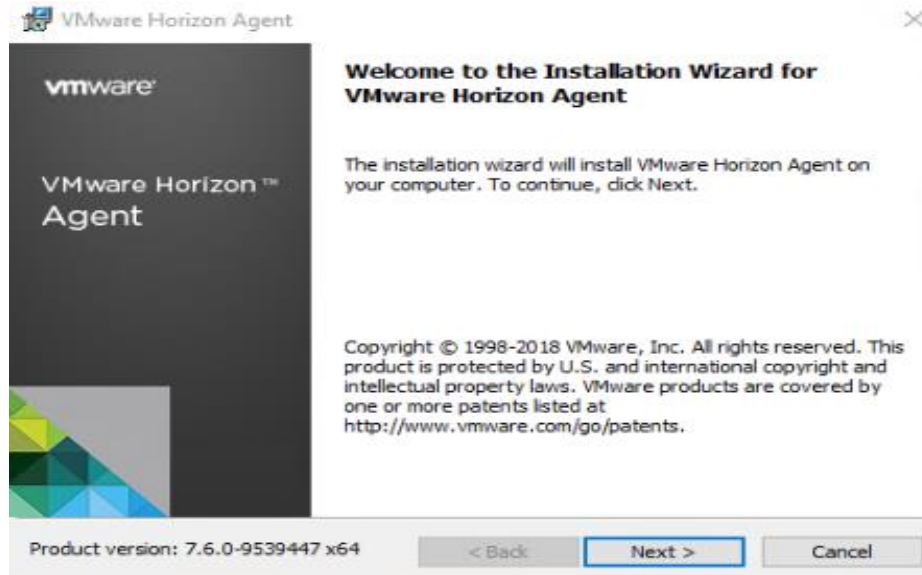 VMware Horizon Agent
vmware
VMware Horizon™
Agent
Welcome to the Installation Wizard for
VMware Horizon Agent
The installation wizard will install VMware Horizon Agent on
your computer. To continue, click Next.
Copyright © 1998-2018 VMware, Inc. All rights reserved. This
product is protected by U.S. and international copyright and
intellectual property laws. VMware products are covered by
one or more patents listed at
http://www.vmware.com/go/patents.
Product version: 7.6.0-9539447 x64
< Back
Next >
Cancel